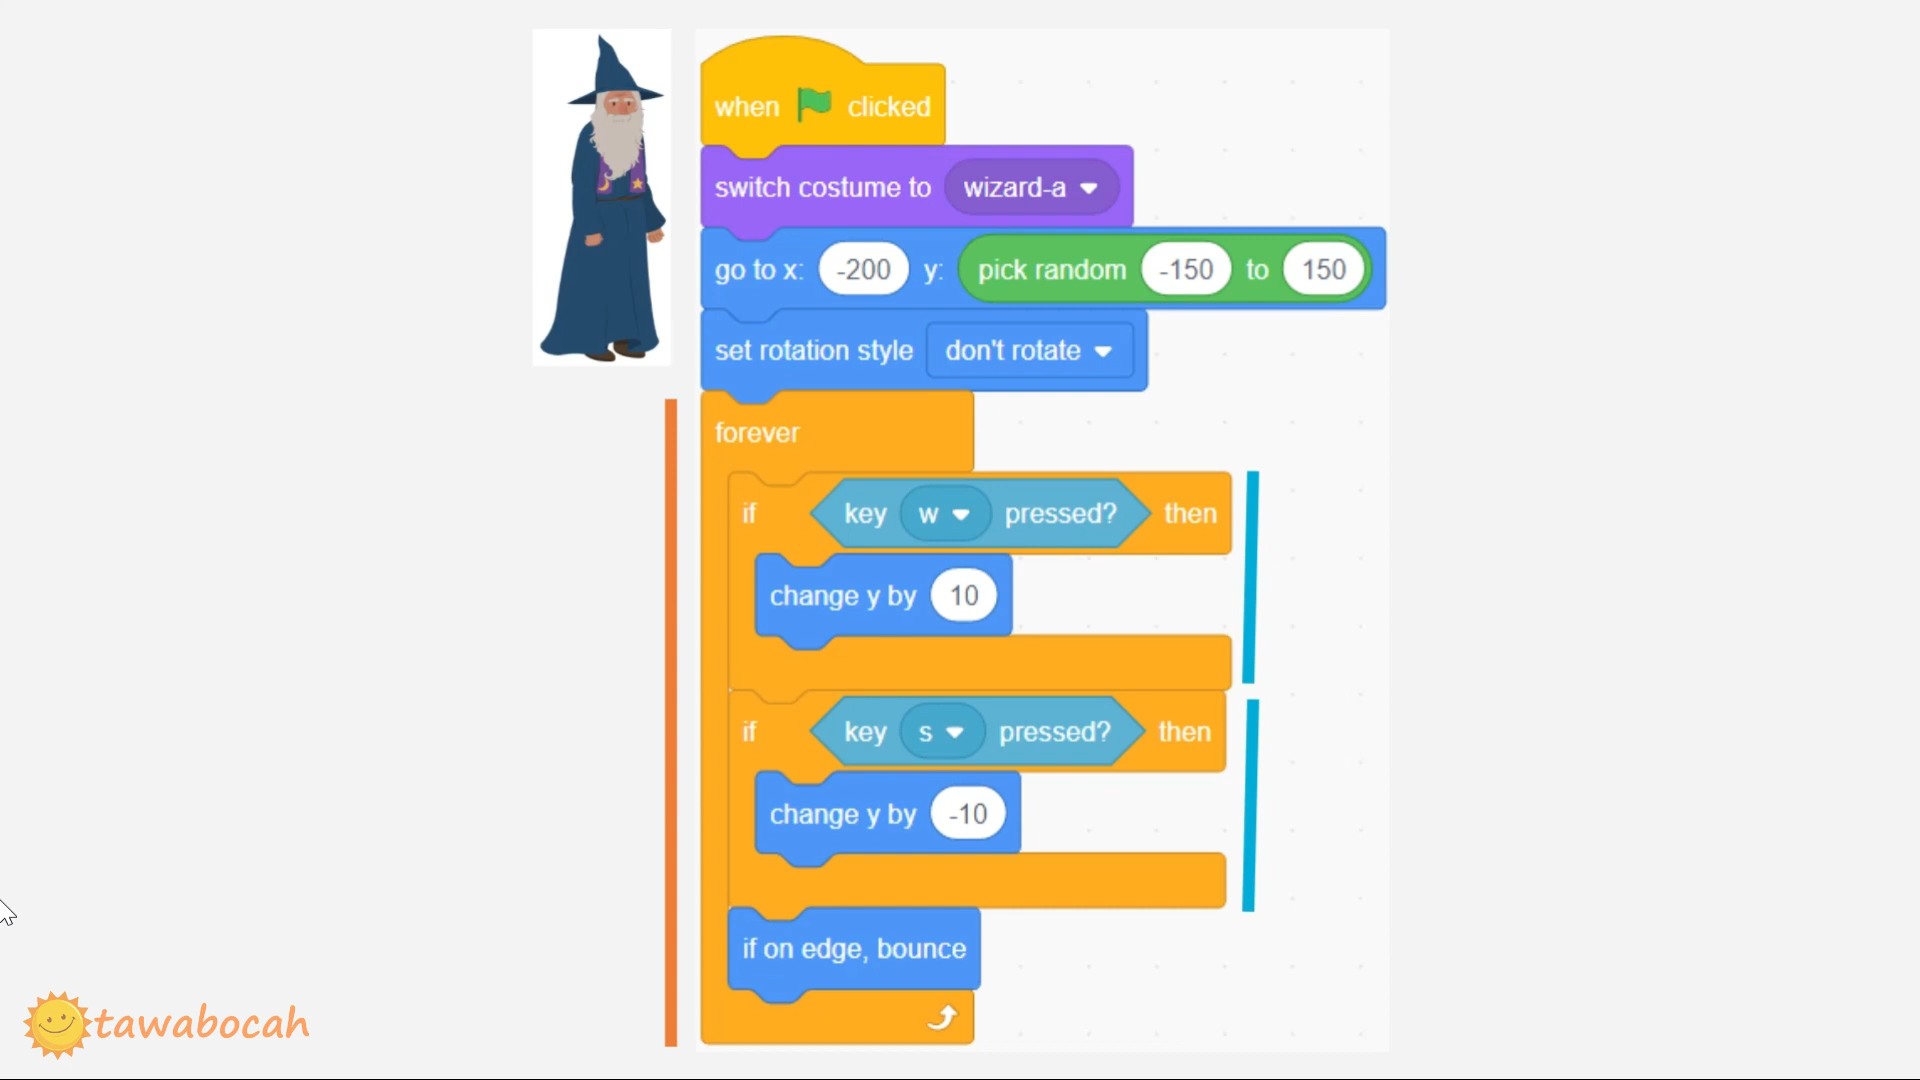 when clicked
switch costume to wizard-a
go to x: -200 y: pick random -150 to 150
set rotation style don't rotate
forever
if key w pressed? then
change y by 10
if key s pressed? then
change y by -10
if on edge, bounce
tawabocah